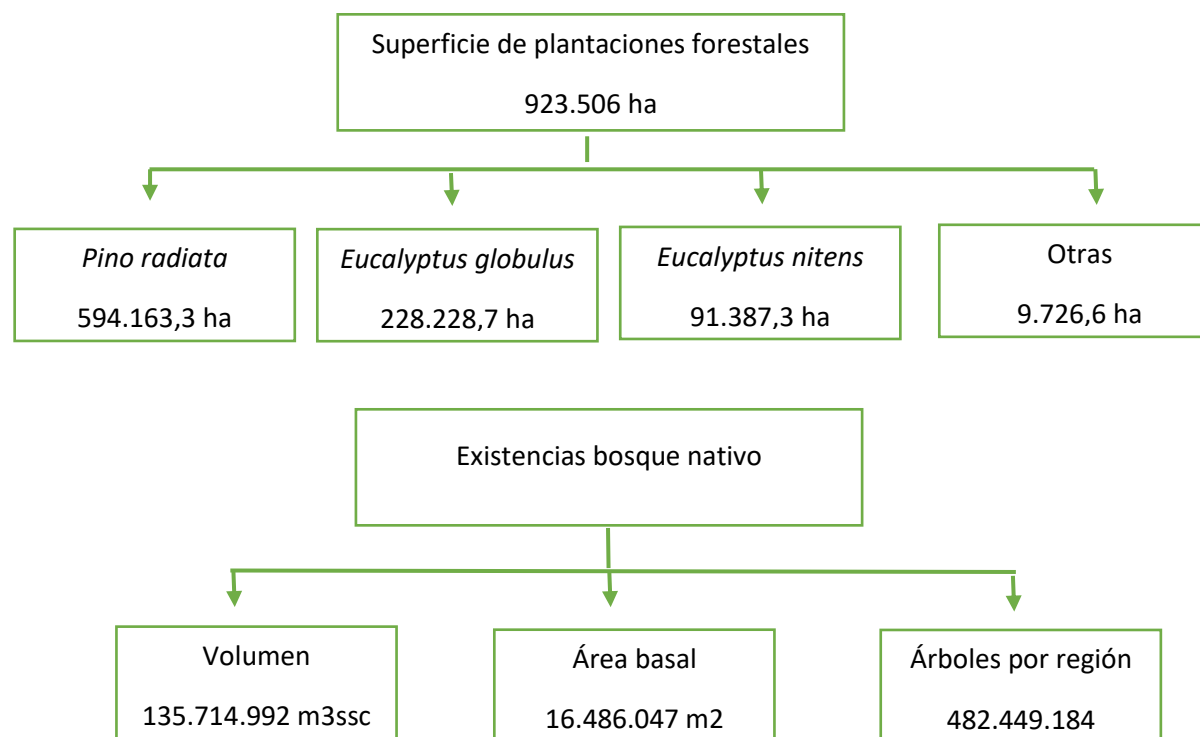 Superficie de plantaciones forestales
923.506 ha
Pino radiata
594.163,3 ha
Eucalyptus globulus
228.228,7 ha
Eucalyptus nitens
91.387,3 ha
Otras
9.726,6 ha
Existencias bosque nativo
Volumen
135.714.992 m3ssc
Área basal
16.486.047 m2
Árboles por región
482.449.184